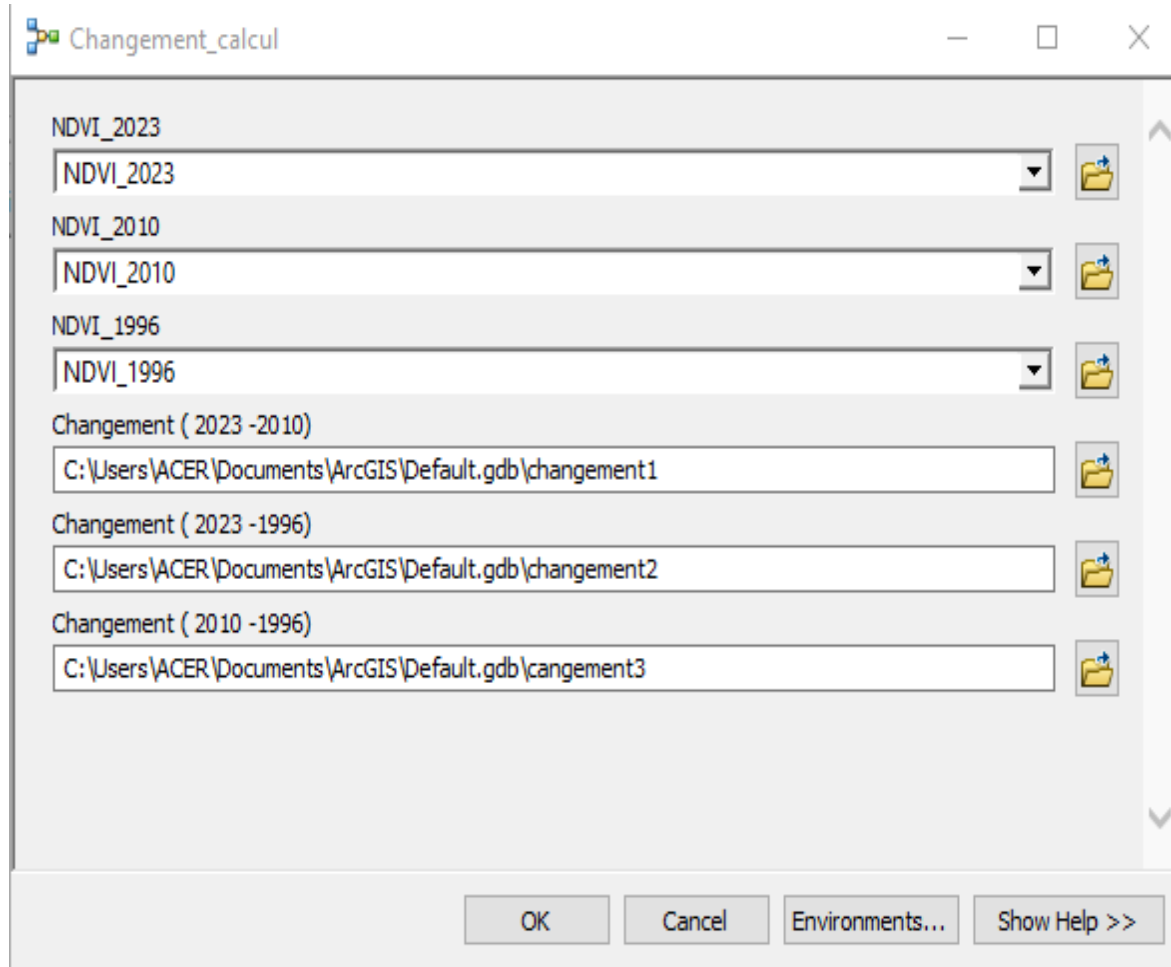 Changement_calcul
NDVI_2023
NDVI_2023
NDVI_2010
NDVI_2010
NDVI_1996
NDVI_1996
Changement ( 2023 -2010)
C:\Users\ACER\Documents\ArcGIS\Default.gdb\changement1
Changement ( 2023 -1996)
C:\Users\ACER\Documents\ArcGIS\Default.gdb\changement2
Changement ( 2010 -1996)
C:\Users\ACER\Documents\ArcGIS\Default.gdb\cangement3
OK Cancel Environments... Show Help >>